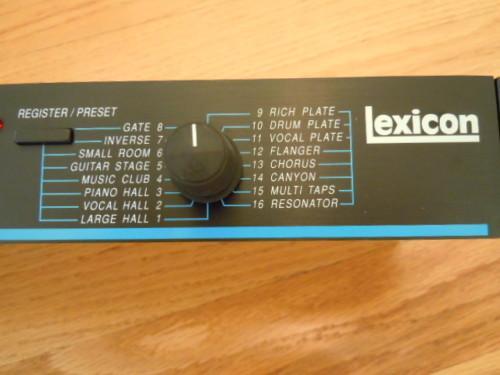 REGISTER / PRESET
GATE 8
INVERSE 7
SMALL ROOM 6
GUITAR STAGE 5
MUSIC CLUB 4
PIANO HALL 3
VOCAL HALL 2
LARGE HALL 1
9 RICH PLATE
10 DRUM PLATE
11 VOCAL PLATE
12 FLANGER
13 CHORUS
14 CANYON
15 MULTI TAPS
16 RESONATOR
Lexicon